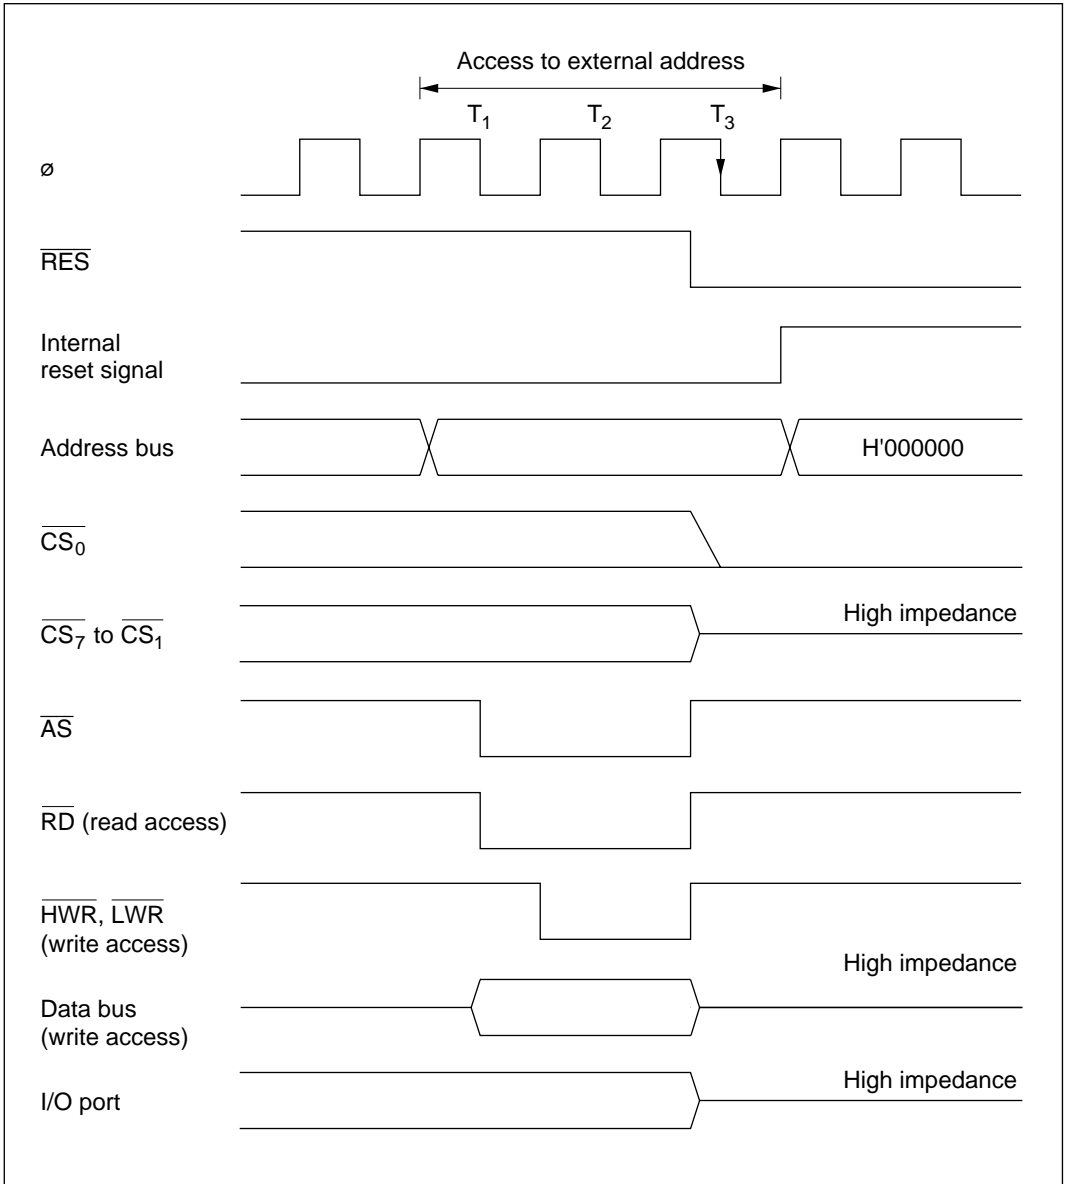 Access to external address
T1 T2 T3
ø
RES
Internal
reset signal
Address bus
H'000000
CS0
CS7 to CS1
High impedance
AS
RD (read access)
HWR, LWR
(write access)
High impedance
Data bus
(write access)
I/O port
High impedance